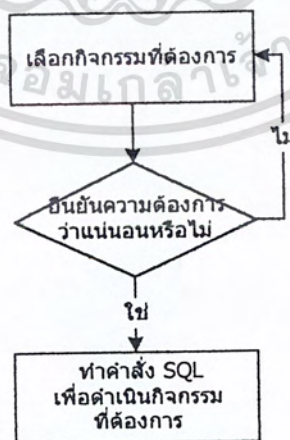 เลือกกิจกรรมที่ต้องการ
ยืนยันความต้องการ
ว่าแน่นอนหรือไม่
ใช่
ทำคำสั่ง SQL
เพื่อดำเนินกิจกรรม
ที่ต้องการ